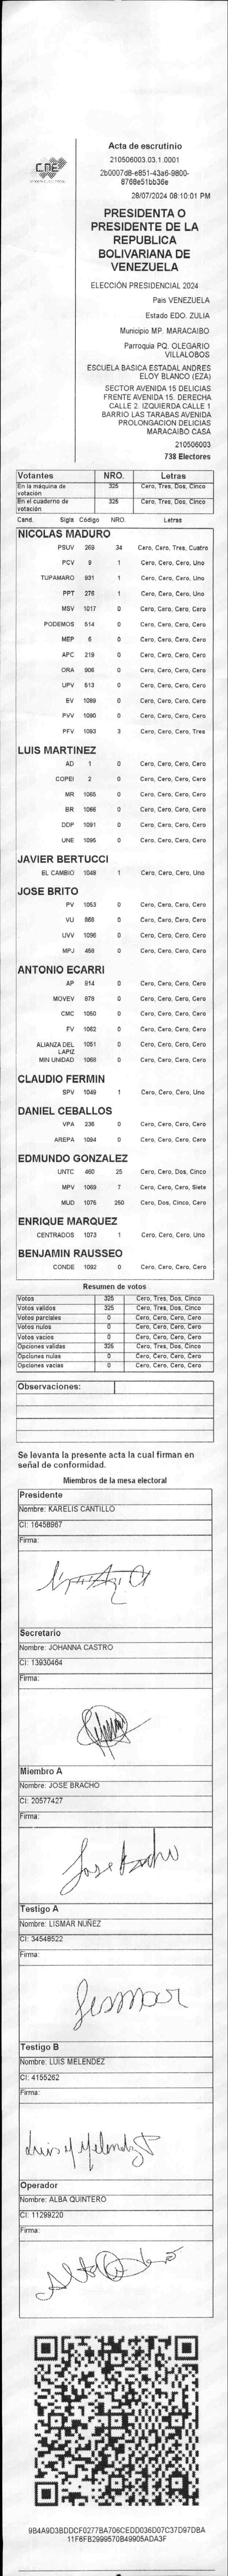 CNE
Acta de escrutinio
210506003.03.1.0001
2b0007d8-e851-43a6-9800-
8768e51bb36e
28/07/2024 08:10:01 PM
PRESIDENTA O
PRESIDENTE DE LA
REPUBLICA
BOLIVARIANA DE
VENEZUELA
ELECCIÓN PRESIDENCIAL 2024
Pais VENEZUELA
Estado EDO. ZULIA
Municipio MP. MARACAIBO
Parroquia PQ. OLEGARIO
VILLALOBOS
ESCUELA BASICA ESTADAL ANDRES
ELOY BLANCO (EZA)
SECTOR AVENIDA 15 DELICIAS
FRENTE AVENIDA 15. DERECHA
CALLE 2. IZQUIERDA CALLE 1
BARRIO LAS TARABAS AVENIDA
PROLONGACION DELICIAS
MARACAIBO CASA
210506003
738 Electores
Votantes NRO. Letras
En la máquina de votación 325 Cero, Tres, Dos, Cinco
En el cuaderno de votación 325 Cero, Tres, Dos, Cinco
Cand. Sigla Código NRO. Letras
NICOLAS MADURO
PSUV 269 34 Cero, Cero, Tres, Cuatro
PCV 9 1 Cero, Cero, Cero, Uno
TUPAMARO 931 1 Cero, Cero, Cero, Uno
PPT 276 1 Cero, Cero, Cero, Uno
MSV 1017 0 Cero, Cero, Cero, Cero
PODEMOS 514 0 Cero, Cero, Cero, Cero
MEP 6 0 Cero, Cero, Cero, Cero
APC 219 0 Cero, Cero, Cero, Cero
ORA 906 0 Cero, Cero, Cero, Cero
UPV 513 0 Cero, Cero, Cero, Cero
EV 1089 0 Cero, Cero, Cero, Cero
PVV 1090 0 Cero, Cero, Cero, Cero
PFV 1093 3 Cero, Cero, Cero, Tres
LUIS MARTINEZ
AD 1 0 Cero, Cero, Cero, Cero
COPEI 2 0 Cero, Cero, Cero, Cero
MR 1065 0 Cero, Cero, Cero, Cero
BR 1066 0 Cero, Cero, Cero, Cero
DDP 1091 0 Cero, Cero, Cero, Cero
UNE 1095 0 Cero, Cero, Cero, Cero
JAVIER BERTUCCI
EL CAMBIO 1048 1 Cero, Cero, Cero, Uno
JOSE BRITO
PV 1053 0 Cero, Cero, Cero, Cero
VU 868 0 Cero, Cero, Cero, Cero
UVV 1096 0 Cero, Cero, Cero, Cero
MPJ 458 0 Cero, Cero, Cero, Cero
ANTONIO ECARRI
AP 914 0 Cero, Cero, Cero, Cero
MOVEV 878 0 Cero, Cero, Cero, Cero
CMC 1050 0 Cero, Cero, Cero, Cero
FV 1062 0 Cero, Cero, Cero, Cero
ALIANZA DEL LAPIZ 1051 0 Cero, Cero, Cero, Cero
MIN UNIDAD 1068 0 Cero, Cero, Cero, Cero
CLAUDIO FERMIN
SPV 1049 1 Cero, Cero, Cero, Uno
DANIEL CEBALLOS
VPA 236 0 Cero, Cero, Cero, Cero
AREPA 1094 0 Cero, Cero, Cero, Cero
EDMUNDO GONZALEZ
UNTC 460 25 Cero, Cero, Dos, Cinco
MPV 1069 7 Cero, Cero, Cero, Siete
MUD 1076 250 Cero, Dos, Cinco, Cero
ENRIQUE MARQUEZ
CENTRADOS 1073 1 Cero, Cero, Cero, Uno
BENJAMIN RAUSSEO
CONDE 1092 0 Cero, Cero, Cero, Cero
Resumen de votos
Votos 325 Cero, Tres, Dos, Cinco
Votos validos 325 Cero, Tres, Dos, Cinco
Votos parciales 0 Cero, Cero, Cero, Cero
Votos nulos 0 Cero, Cero, Cero, Cero
Votos vacios 0 Cero, Cero, Cero, Cero
Opciones validas 325 Cero, Tres, Dos, Cinco
Opciones nulas 0 Cero, Cero, Cero, Cero
Opciones vacias 0 Cero, Cero, Cero, Cero
Observaciones:
Se levanta la presente acta la cual firman en
señal de conformidad.
Miembros de la mesa electoral
Presidente
Nombre: KARELIS CANTILLO
CI: 16458967
Firma:
Secretario
Nombre: JOHANNA CASTRO
CI: 13930464
Firma:
Miembro A
Nombre: JOSE BRACHO
CI: 20577427
Firma:
Jose Bracho
Testigo A
Nombre: LISMAR NUÑEZ
CI: 34548522
Firma:
Lismar
Testigo B
Nombre: LUIS MELENDEZ
CI: 4155262
Firma:
Luis M Melendez
Operador
Nombre: ALBA QUINTERO
CI: 11299220
Firma:
9B4A9D3BDDCF0277BA706CEDD036D07C37D97DBA
11F6FB2999570B49905ADA3F